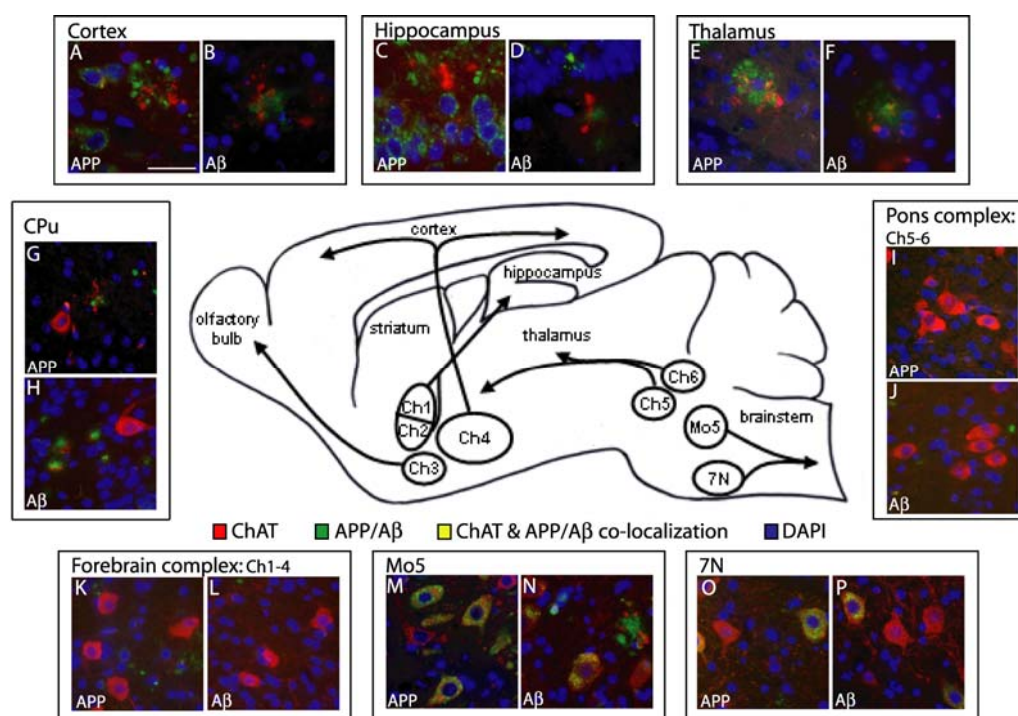 Cortex
A
B
APP
Aβ
Hippocampus
C
D
APP
Aβ
Thalamus
E
F
APP
Aβ
CPu
G
APP
H
Aβ
cortex
hippocampus
olfactory
bulb
striatum
thalamus
Ch1
Ch2
Ch3
Ch4
Ch6
Ch5
Mo5
brainstem
7N
Pons complex:
Ch5-6
I
APP
J
Aβ
ChAT
APP/Aβ
ChAT & APP/Aβ co-localization
DAPI
Forebrain complex: Ch1-4
K
L
APP
Aβ
Mo5
M
N
APP
Aβ
7N
O
P
APP
Aβ